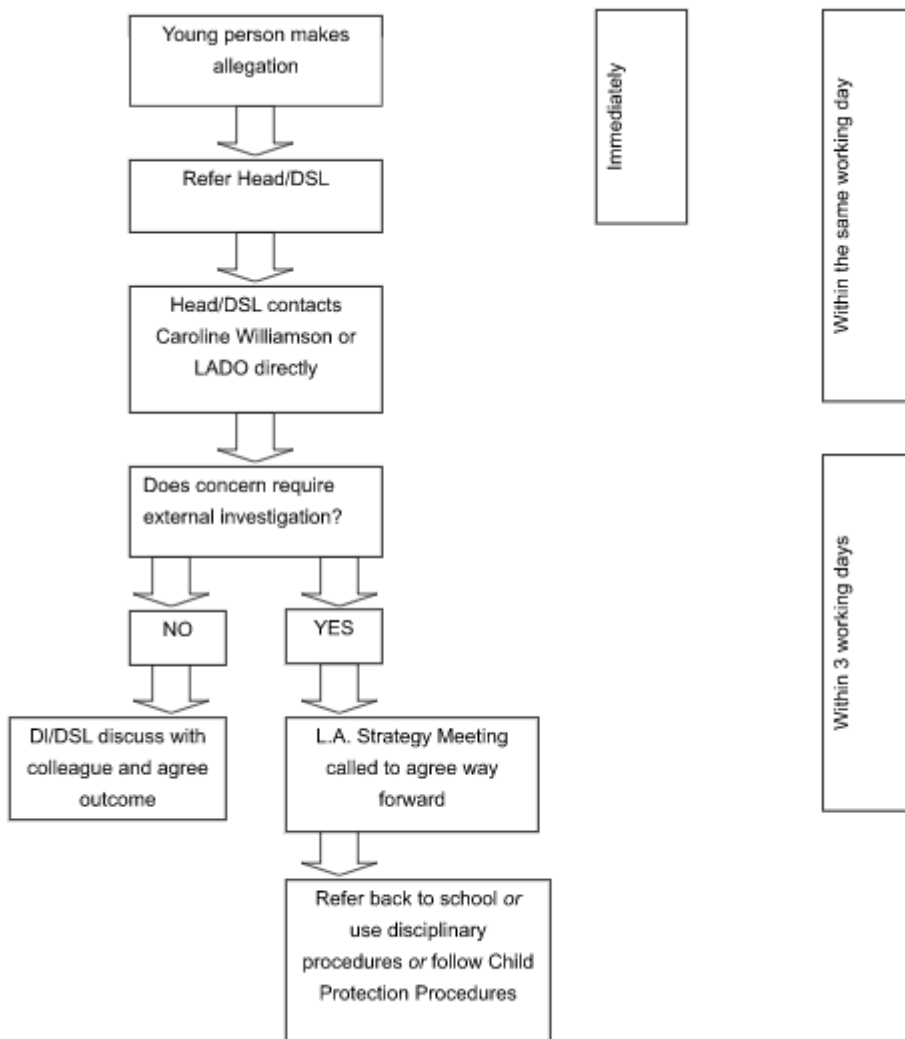 Young person makes
allegation
Immediately
Within the same working day
Refer Head/DSL
Head/DSL contacts
Caroline Williamson or
LADO directly
Does concern require
external investigation?
Within 3 working days
NO
YES
DI/DSL discuss with
colleague and agree
outcome
L.A. Strategy Meeting
called to agree way
forward
Refer back to school or
use disciplinary
procedures or follow Child
Protection Procedures